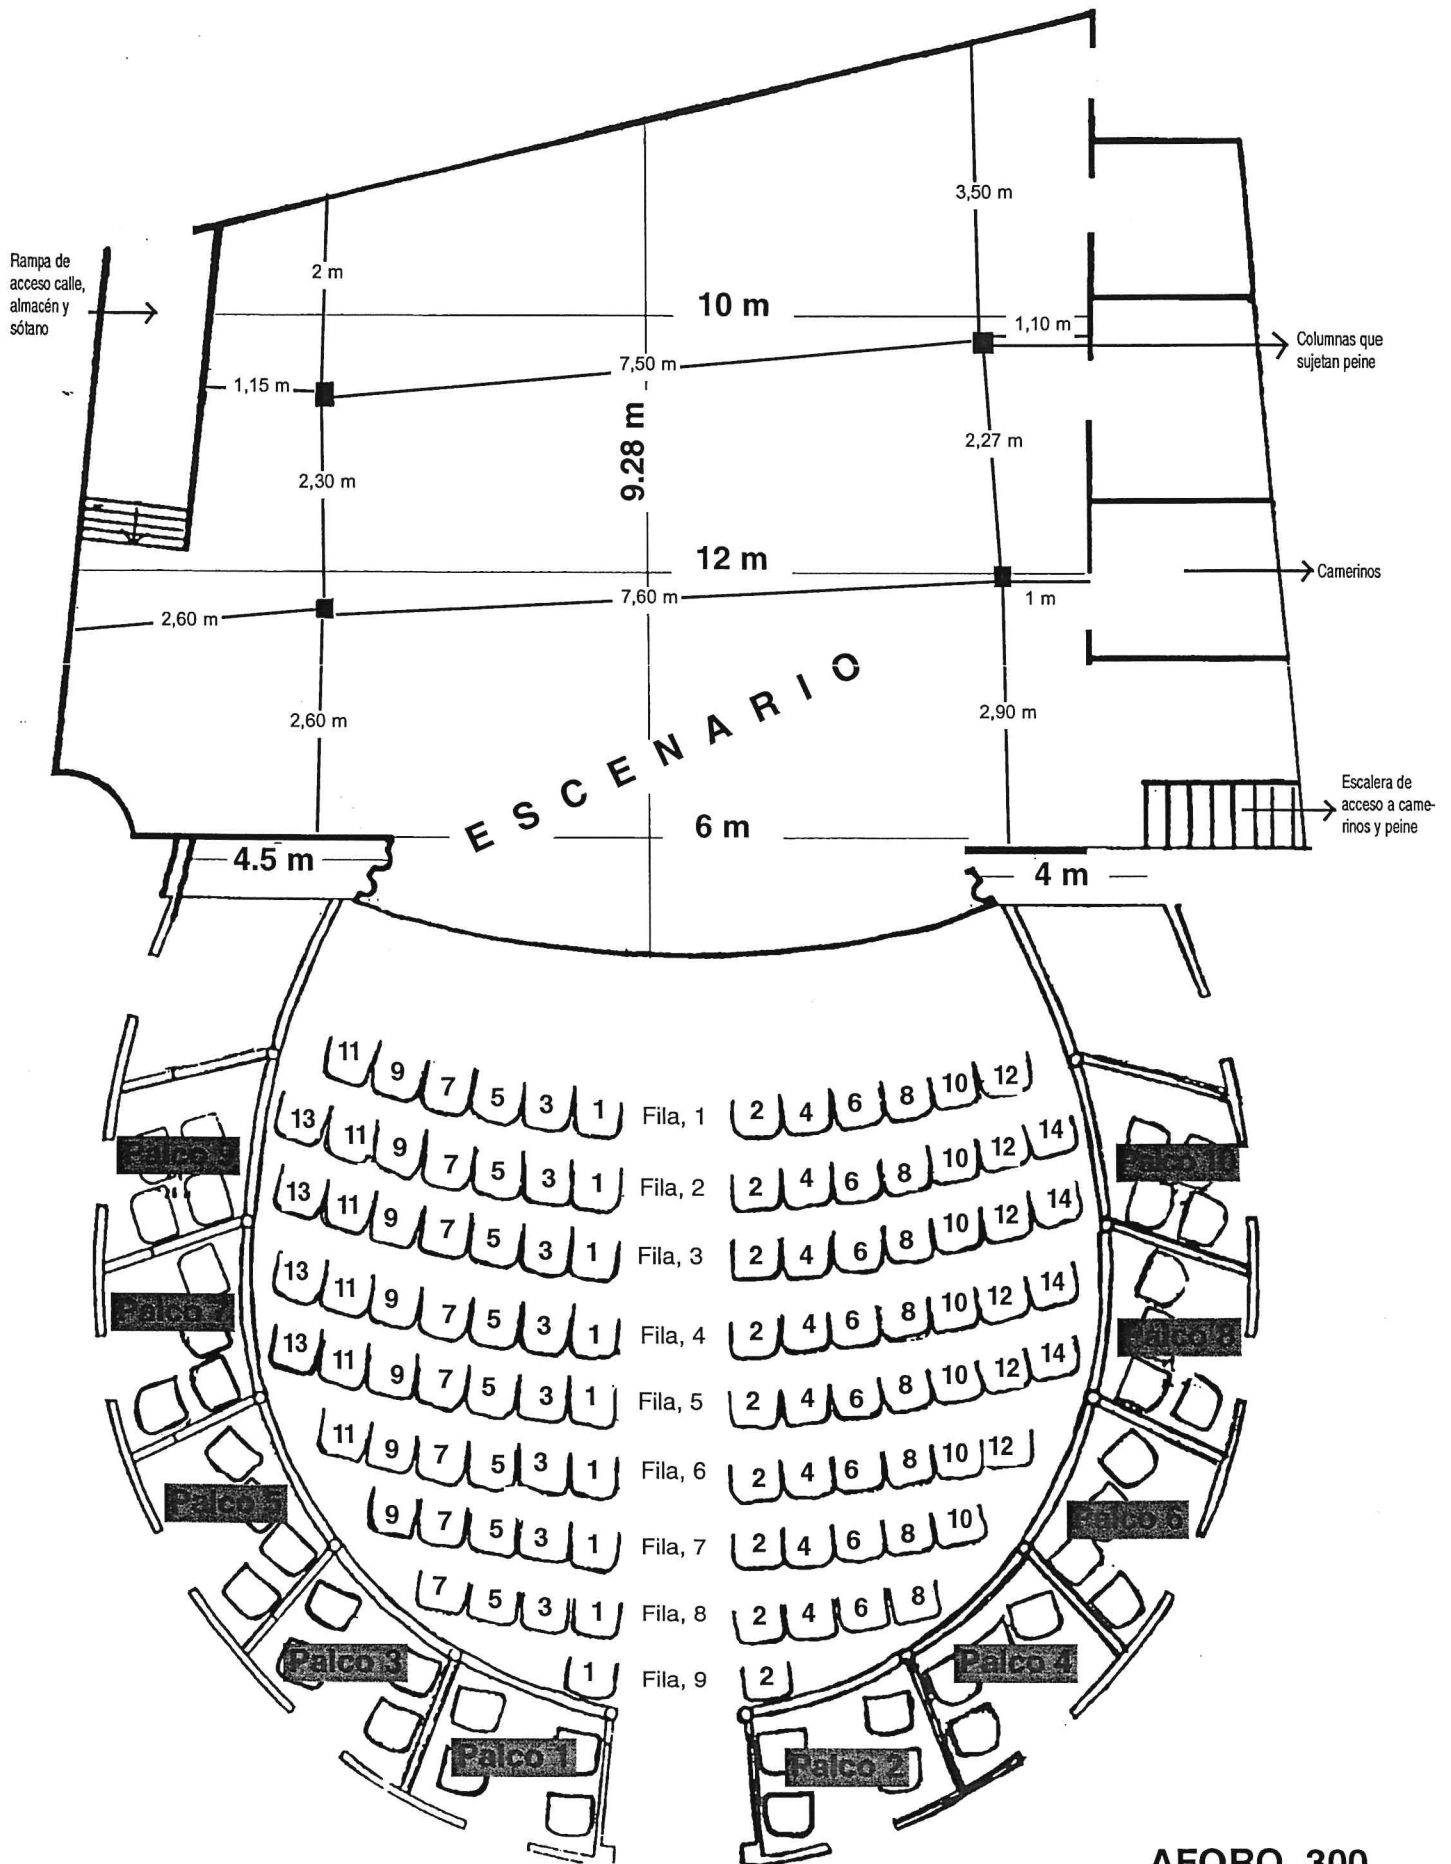 3,50 m
Rampa de
acceso calle,
almacén y
sótano
2 m
10 m
1,10 m
Columnas que
sujetan peine
7,50 m
1,15 m
9.28 m
2,27 m
2,30 m
12 m
Camerinos
7,60 m
1 m
2,60 m
ESCENARIO
2,60 m
2,90 m
Escalera de
acceso a came-
rinos y peine
6 m
4.5 m
4 m
11 9 7 5 3 1 Fila, 1 2 4 6 8 10 12
13 11 9 7 5 3 1 Fila, 2 2 4 6 8 10 12 14
13 11 9 7 5 3 1 Fila, 3 2 4 6 8 10 12 14
13 11 9 7 5 3 1 Fila, 4 2 4 6 8 10 12 14
13 11 9 7 5 3 1 Fila, 5 2 4 6 8 10 12 14
11 9 7 5 3 1 Fila, 6 2 4 6 8 10 12
9 7 5 3 1 Fila, 7 2 4 6 8 10
7 5 3 1 Fila, 8 2 4 6 8
1 Fila, 9 2
Palco 9
Palco 10
Palco 7
Palco 8
Palco 5
Palco 6
Palco 3
Palco 4
Palco 1
Palco 2
AFORO 300